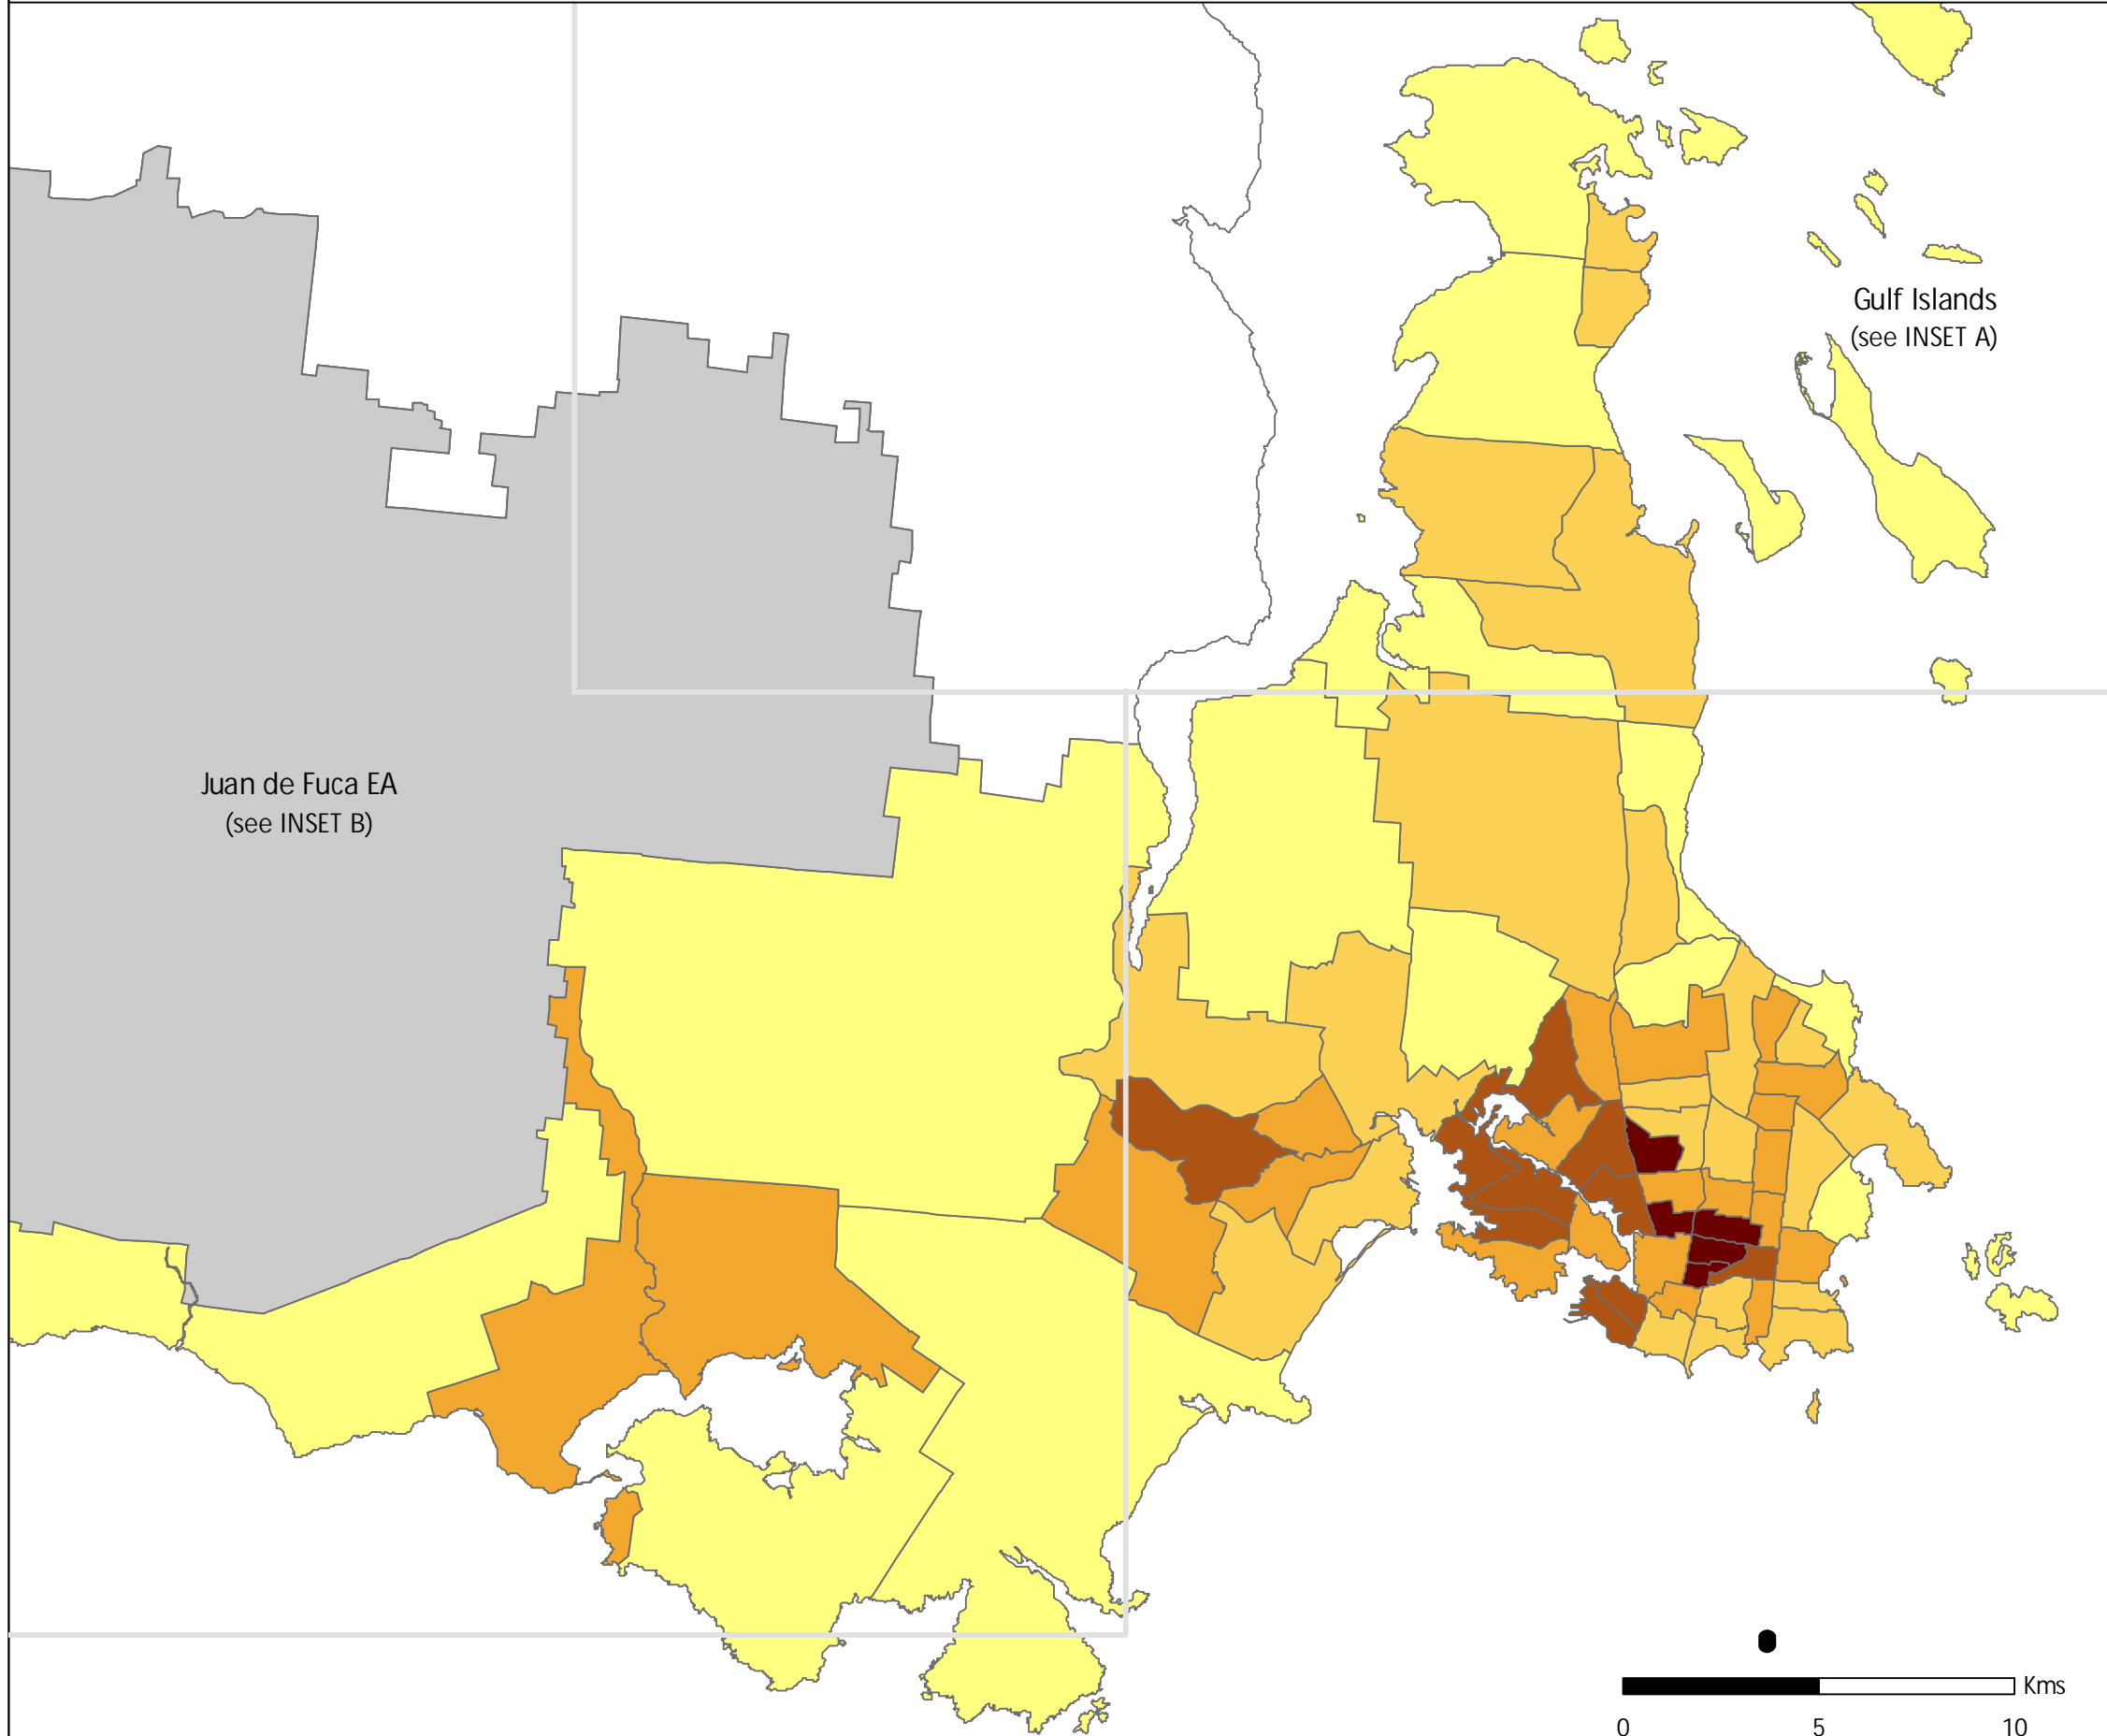 Gulf Islands
(see INSET A)
Juan de Fuca EA
(see INSET B)
Kms
0 5 10